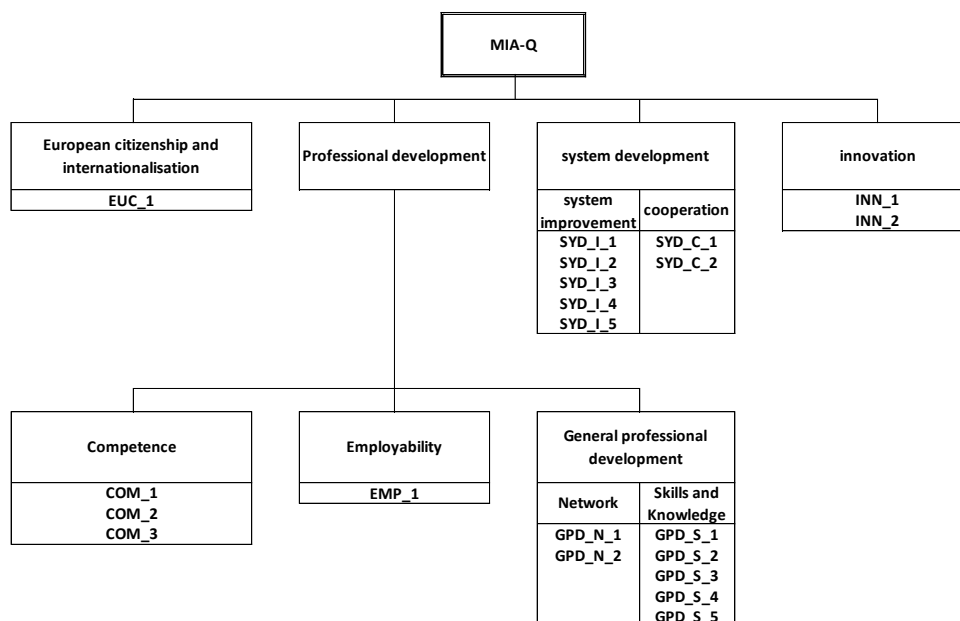 MIA-Q
European citizenship and
internationalisation
EUC_1
Professional development
system development
system
improvement
SYD_I_1
SYD_I_2
SYD_I_3
SYD_I_4
SYD_I_5
cooperation
SYD_C_1
SYD_C_2
innovation
INN_1
INN_2
Competence
COM_1
COM_2
COM_3
Employability
EMP_1
General professional
development
Network
GPD_N_1
GPD_N_2
Skills and
Knowledge
GPD_S_1
GPD_S_2
GPD_S_3
GPD_S_4
GPD_S_5